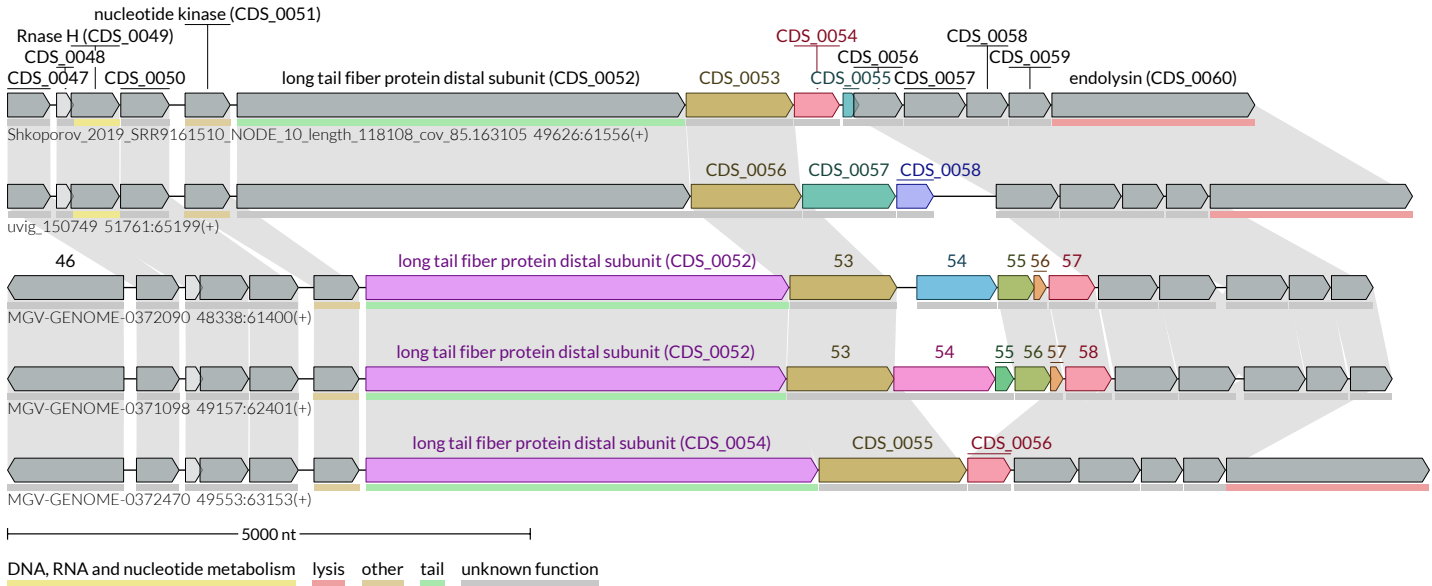 nucleotide kinase (CDS_0051)
Rnase H (CDS_0049) CDS_0054 CDS_0058
CDS_0048 CDS_0056 CDS_0059
CDS_0047 CDS_0050 long tail fiber protein distal subunit (CDS_0052) CDS_0053 CDS_0055 CDS_0057 endolysin (CDS_0060)
Shkoporov_2019_SRR9161510_NODE_10_length_118108_cov_85.163105 49626:61556(+)
CDS_0056 CDS_0057 CDS_0058
uvig_150749 51761:65199(+)
46 long tail fiber protein distal subunit (CDS_0052) 53 54 55 56 57
MGV-GENOME-0372090 48338:61400(+)
long tail fiber protein distal subunit (CDS_0052) 53 54 55 56 57 58
MGV-GENOME-0371098 49157:62401(+)
long tail fiber protein distal subunit (CDS_0054) CDS_0055 CDS_0056
MGV-GENOME-0372470 49553:63153(+)
5000 nt
DNA, RNA and nucleotide metabolism lysis other tail unknown function